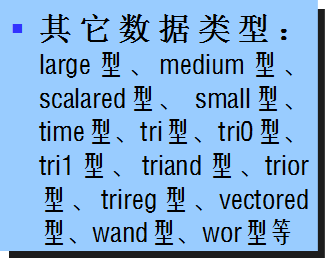 其它数据类型：
large 型、medium 型、
scalared 型、small 型、
time 型、tri 型、tri0 型、
tri1 型、triand 型、trior
型、trireg 型、vectored
型、wand 型、wor 型等